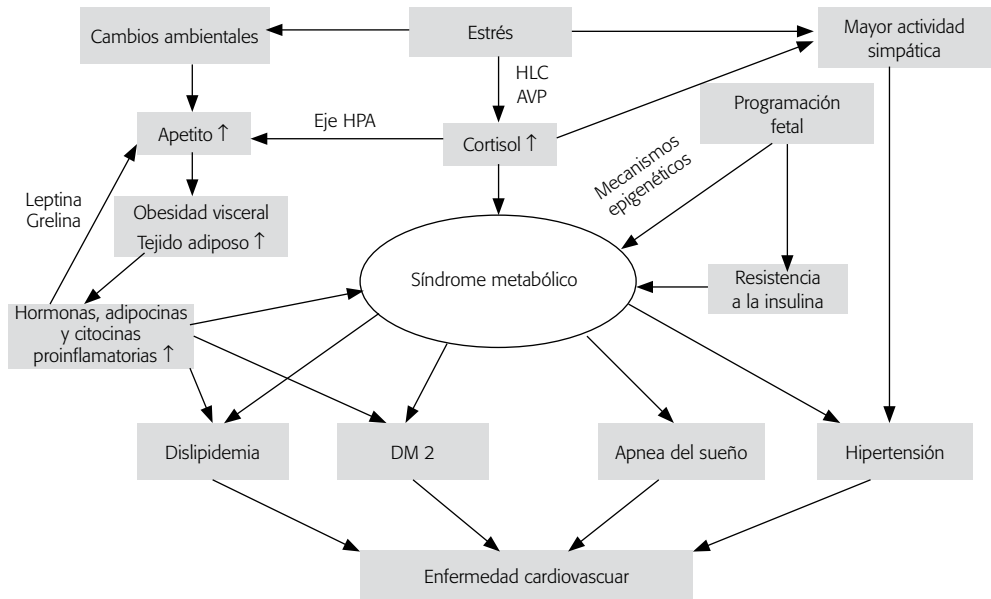 Cambios ambientales
Estrés
Mayor actividad
simpática
HLC
AVP
Programación
fetal
Apetito ↑
Eje HPA
Cortisol ↑
Mecanismos
epigenéticos
Leptina
Grelina
Obesidad visceral
Tejido adiposo ↑
Síndrome metabólico
Resistencia
a la insulina
Hormonas, adipocinas
y citocinas
proinflamatorias ↑
Dislipidemia
DM 2
Apnea del sueño
Hipertensión
Enfermedad cardiovascuar